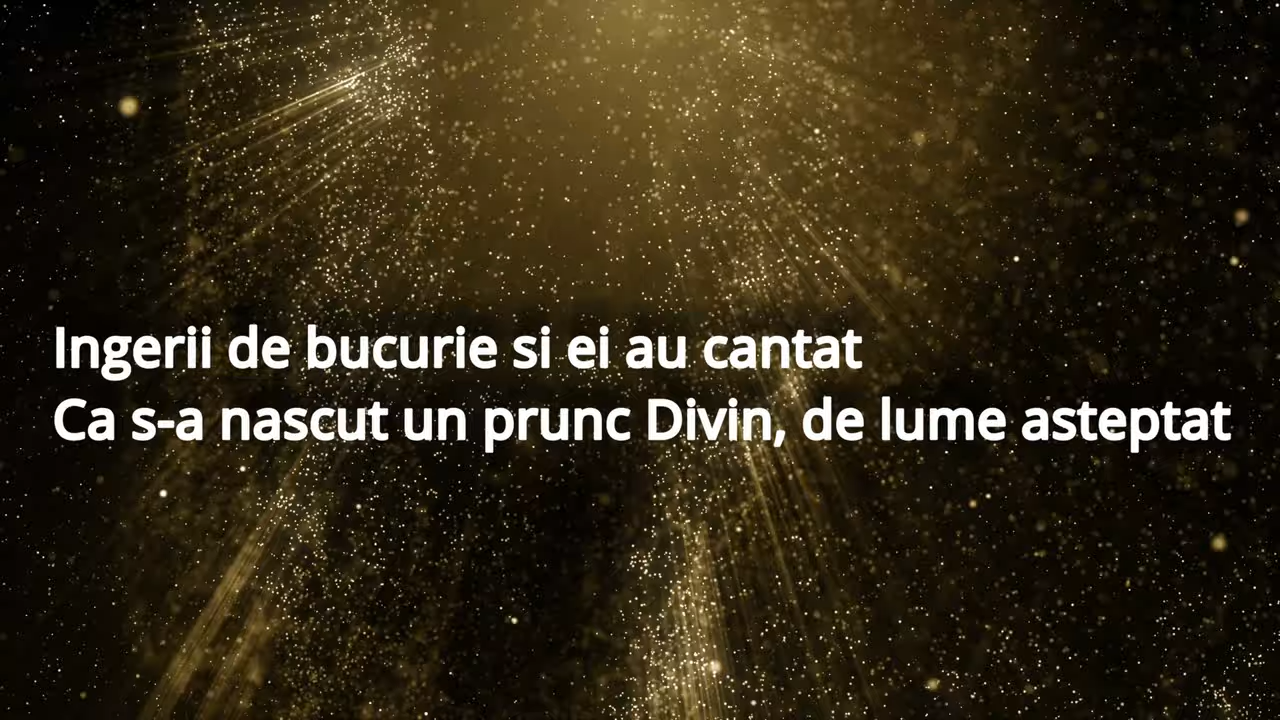 Ingerii de bucurie si ei au cantat
Ca s-a nascut un prunc Divin, de lume asteptat